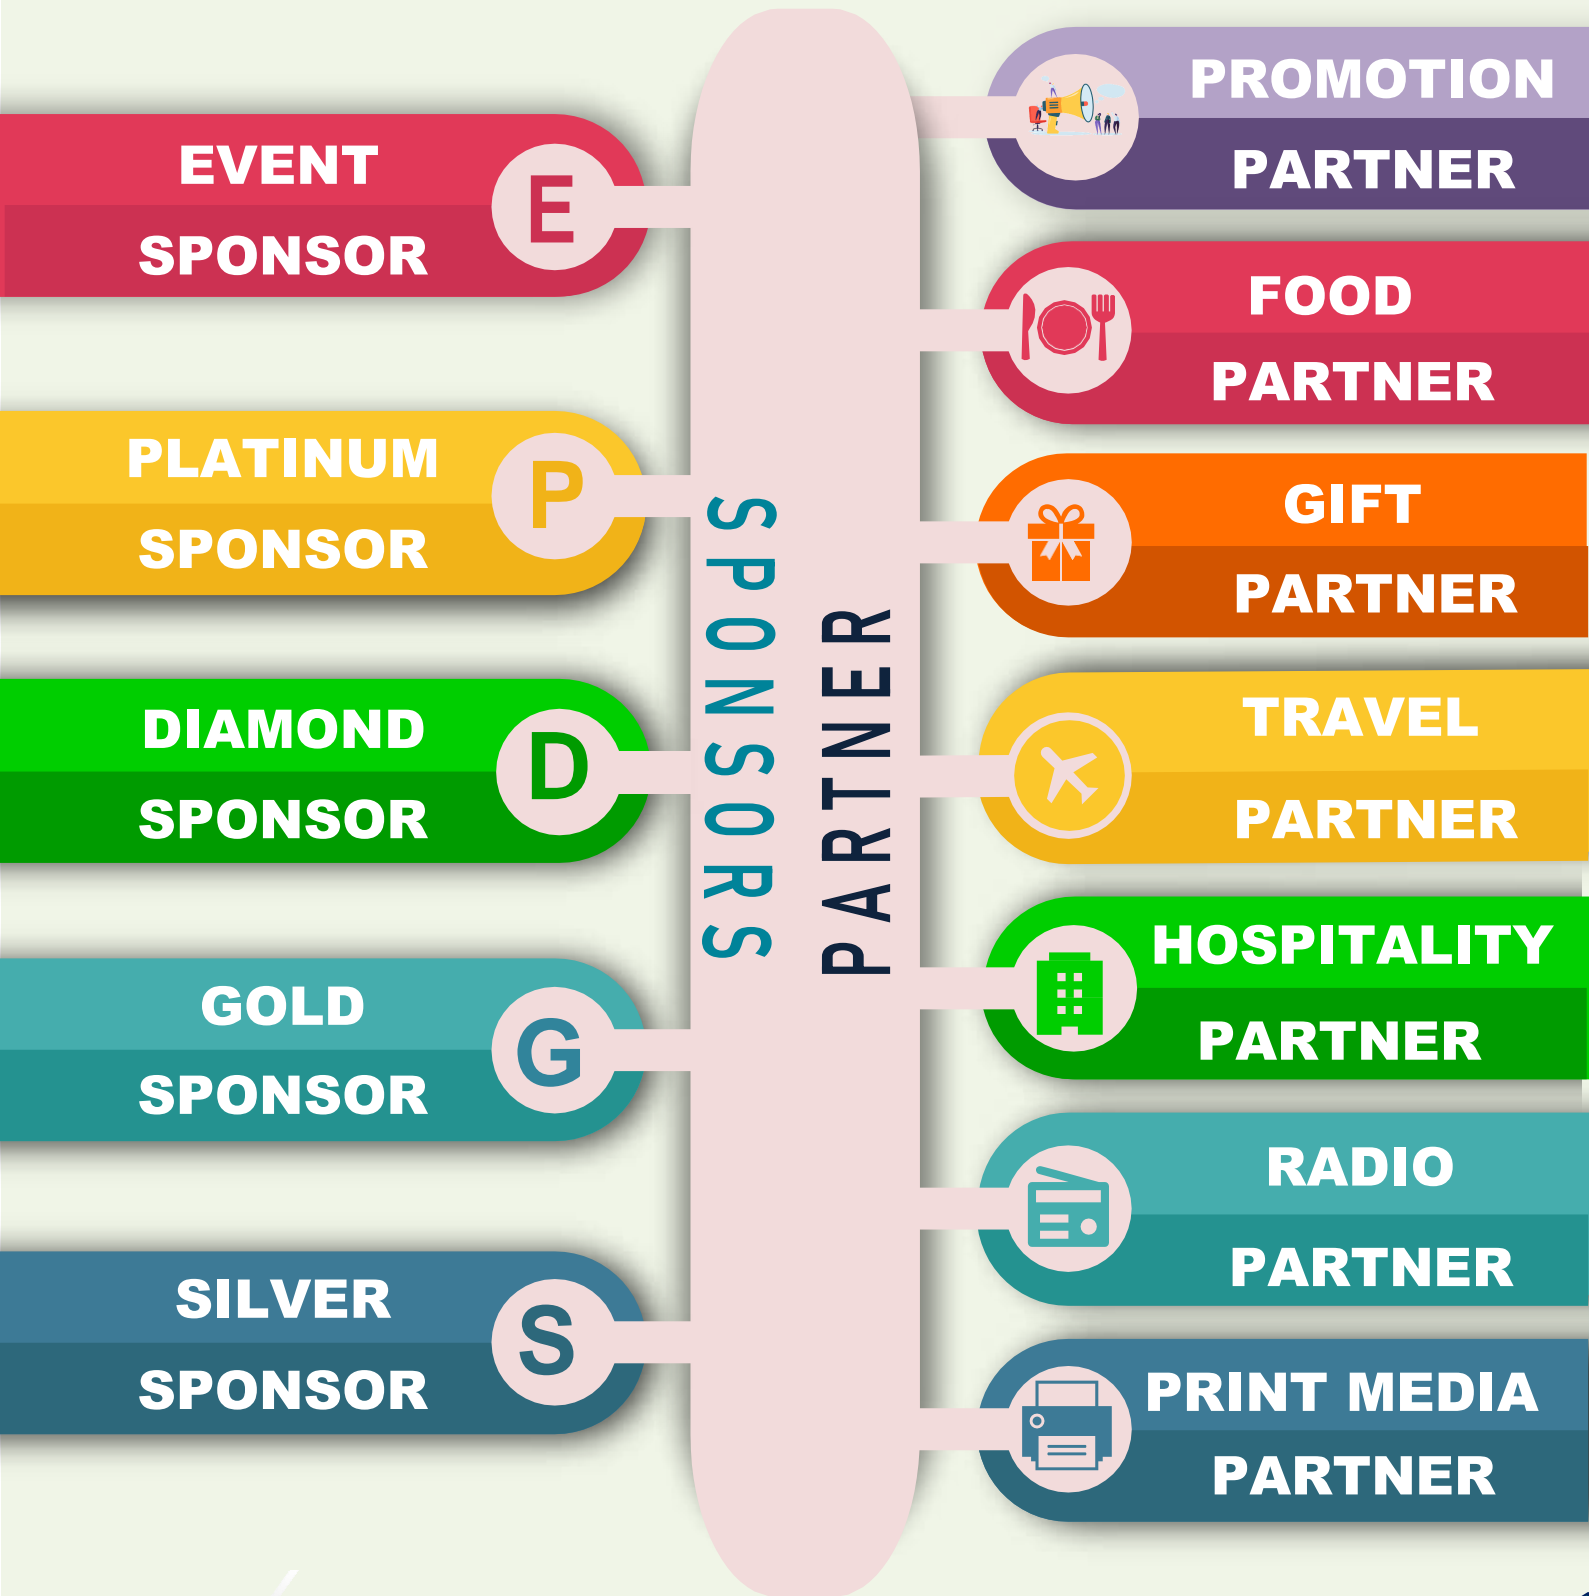 EVENT
SPONSOR
E
PLATINUM
SPONSOR
P
DIAMOND
SPONSOR
D
GOLD
SPONSOR
G
SILVER
SPONSOR
S
SPONSORS
PARTNER
PROMOTION
PARTNER
FOOD
PARTNER
GIFT
PARTNER
TRAVEL
PARTNER
HOSPITALITY
PARTNER
RADIO
PARTNER
PRINT MEDIA
PARTNER